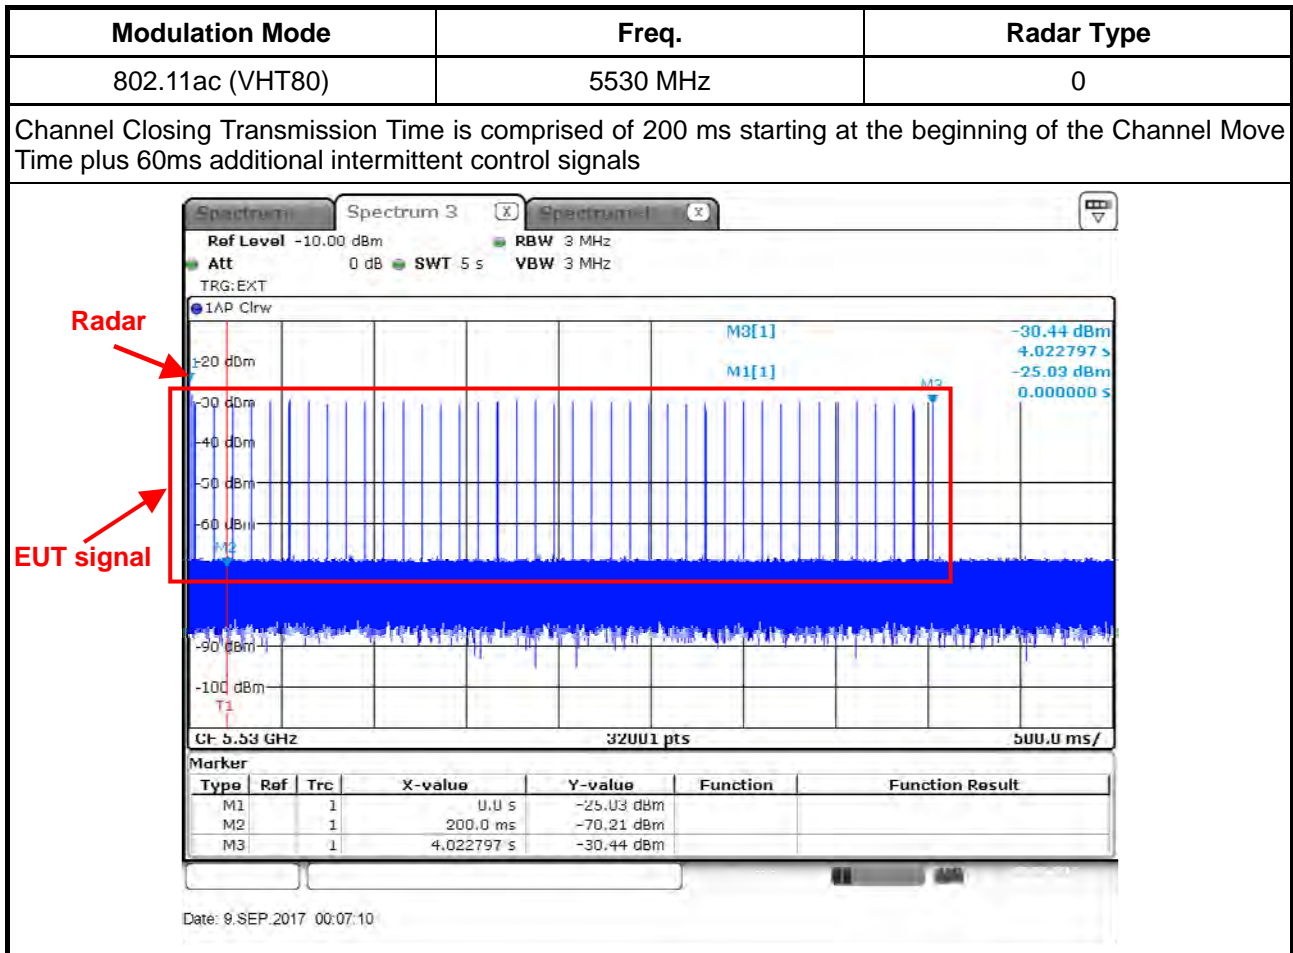 Modulation Mode Freq. Radar Type
802.11ac (VHT80) 5530 MHz 0
Channel Closing Transmission Time is comprised of 200 ms starting at the beginning of the Channel Move
Time plus 60ms additional intermittent control signals
Spectrum 3 X X
Ref Level -10.00 dBm RBW 3 MHz
Att 0 dB SWT 5 s VBW 3 MHz
TRG:EXT
1AP Clrw
Radar
M3[1] -30.44 dBm
4.022797 s
M1[1] -25.03 dBm
0.000000 s
M3
-20 dBm
-30 dBm
-40 dBm
-50 dBm
-60 dBm
EUT signal
M2
-90 dBm
-100 dBm
T1
CF 5.53 GHz 32001 pts 500.0 ms/
Marker
Type Ref Trc X-value Y-value Function Function Result
M1 1 0.0 s -25.03 dBm
M2 1 200.0 ms -70.21 dBm
M3 1 4.022797 s -30.44 dBm
Date: 9.SEP.2017 00:07:10